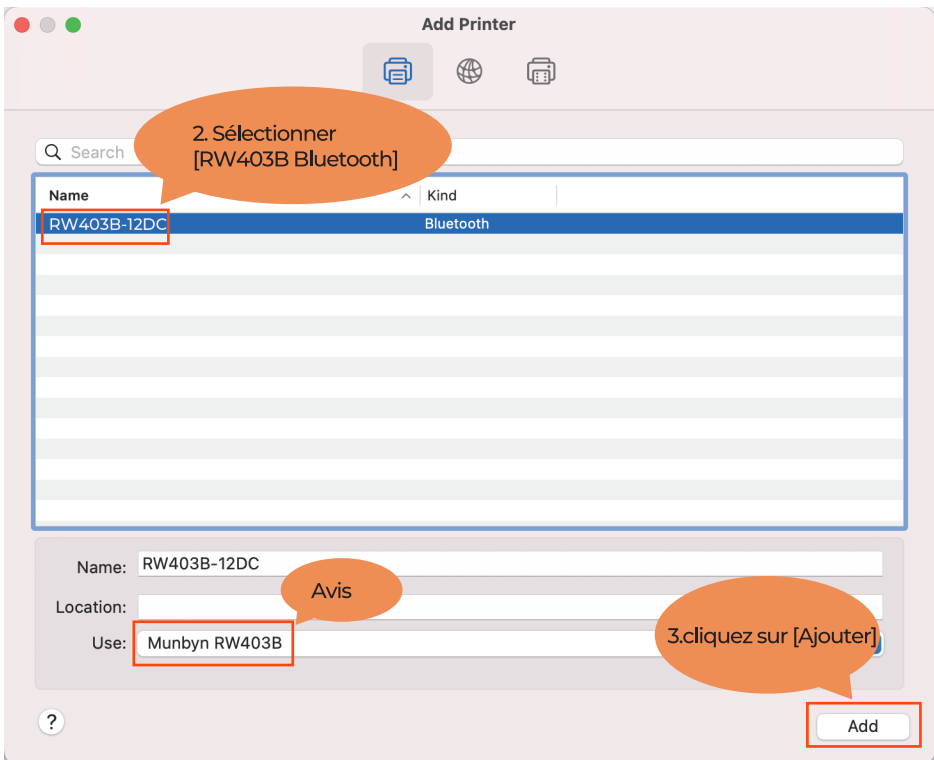 Add Printer
2. Sélectionner
[RW403B Bluetooth]
Search
Name Kind
RW403B-12DC Bluetooth
Name: RW403B-12DC
Avis
Location:
Use: Munbyn RW403B
3.cliquez sur [Ajouter]
? Add